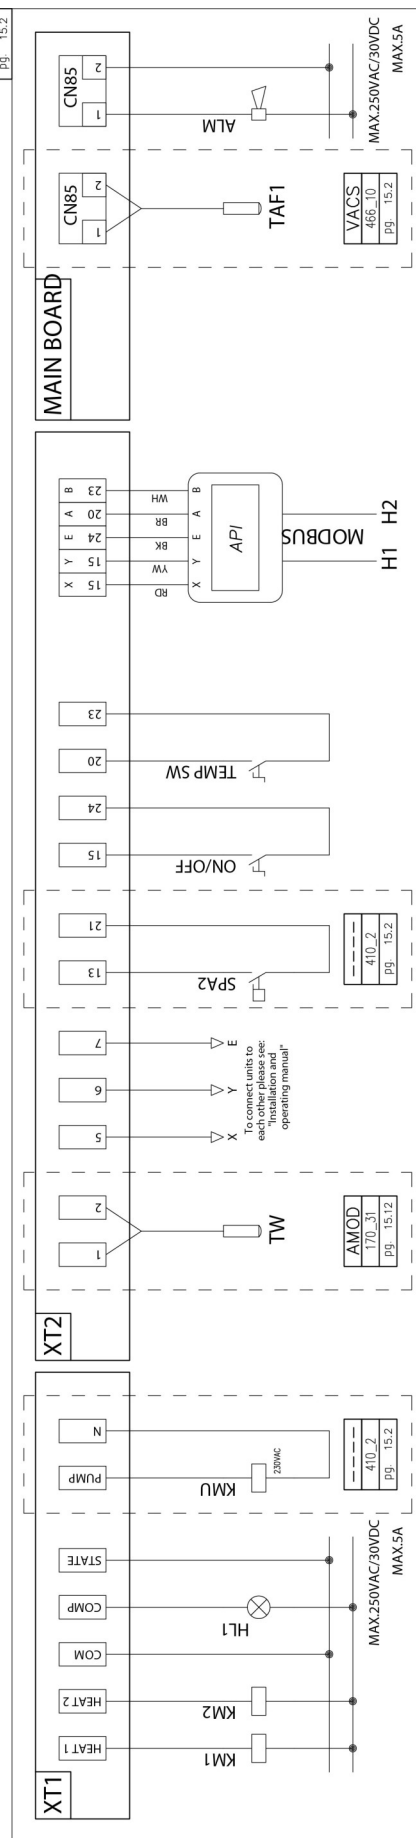 pg. 15.2
XT1
HEAT 1
HEAT 2
COM
COMP
STATE
PUMP
N
KM1
KM2
HL1
KMU
230VAC
MAX.250VAC/30VDC
MAX.5A
-----
410_2
pg. 15.2
XT2
1
2
5
6
7
13
21
15
24
20
23
15
15
24
20
23
X
Y
E
A
B
TW
AMOD
170_31
pg. 15.12
X
Y
E
To connect units to
each other please see:
"Installation and
operating manual"
SPA2
-----
410_2
pg. 15.2
ON/OFF
TEMP SW
RD
YW
BK
BR
WH
X
Y
E
A
B
API
MODBUS
H1
H2
MAIN BOARD
CN85
1
2
CN85
1
2
TAF1
VACS
466_10
pg. 15.2
ALM
MAX.250VAC/30VDC
MAX.5A